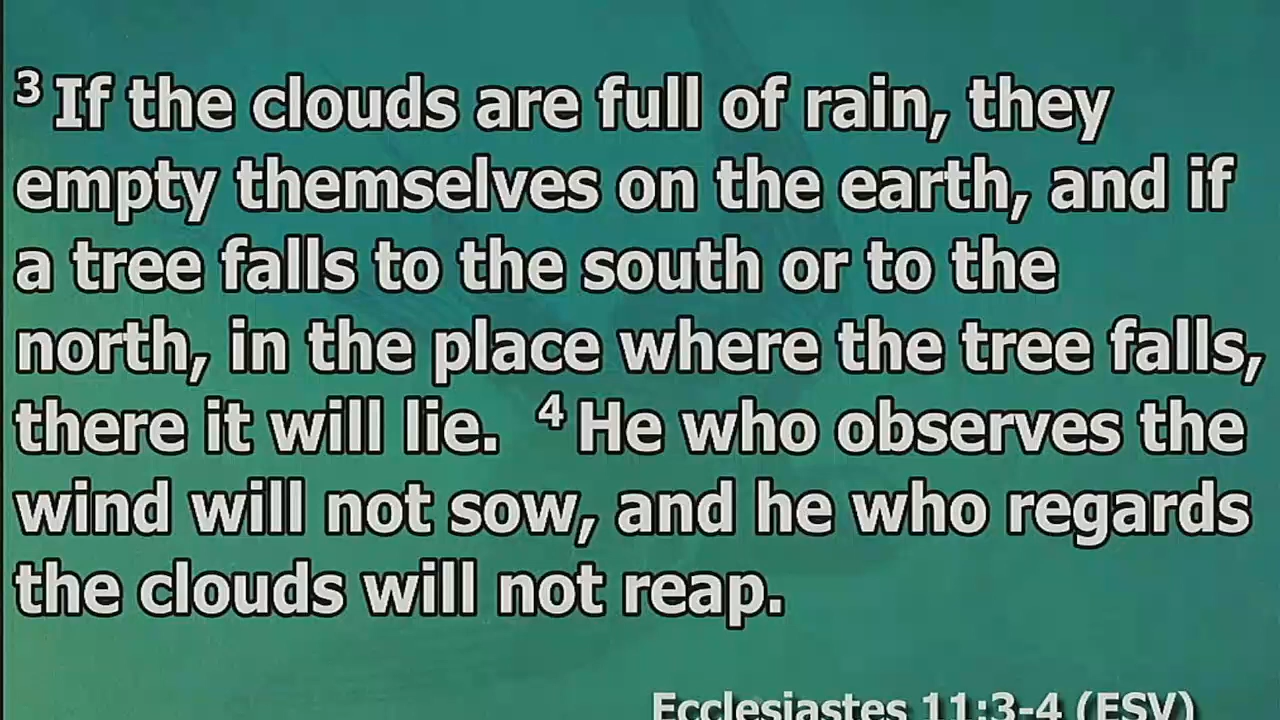 ³ If the clouds are full of rain, they
empty themselves on the earth, and if
a tree falls to the south or to the
north, in the place where the tree falls,
there it will lie. ⁴ He who observes the
wind will not sow, and he who regards
the clouds will not reap.
Ecclesiastes 11:3-4 (ESV)